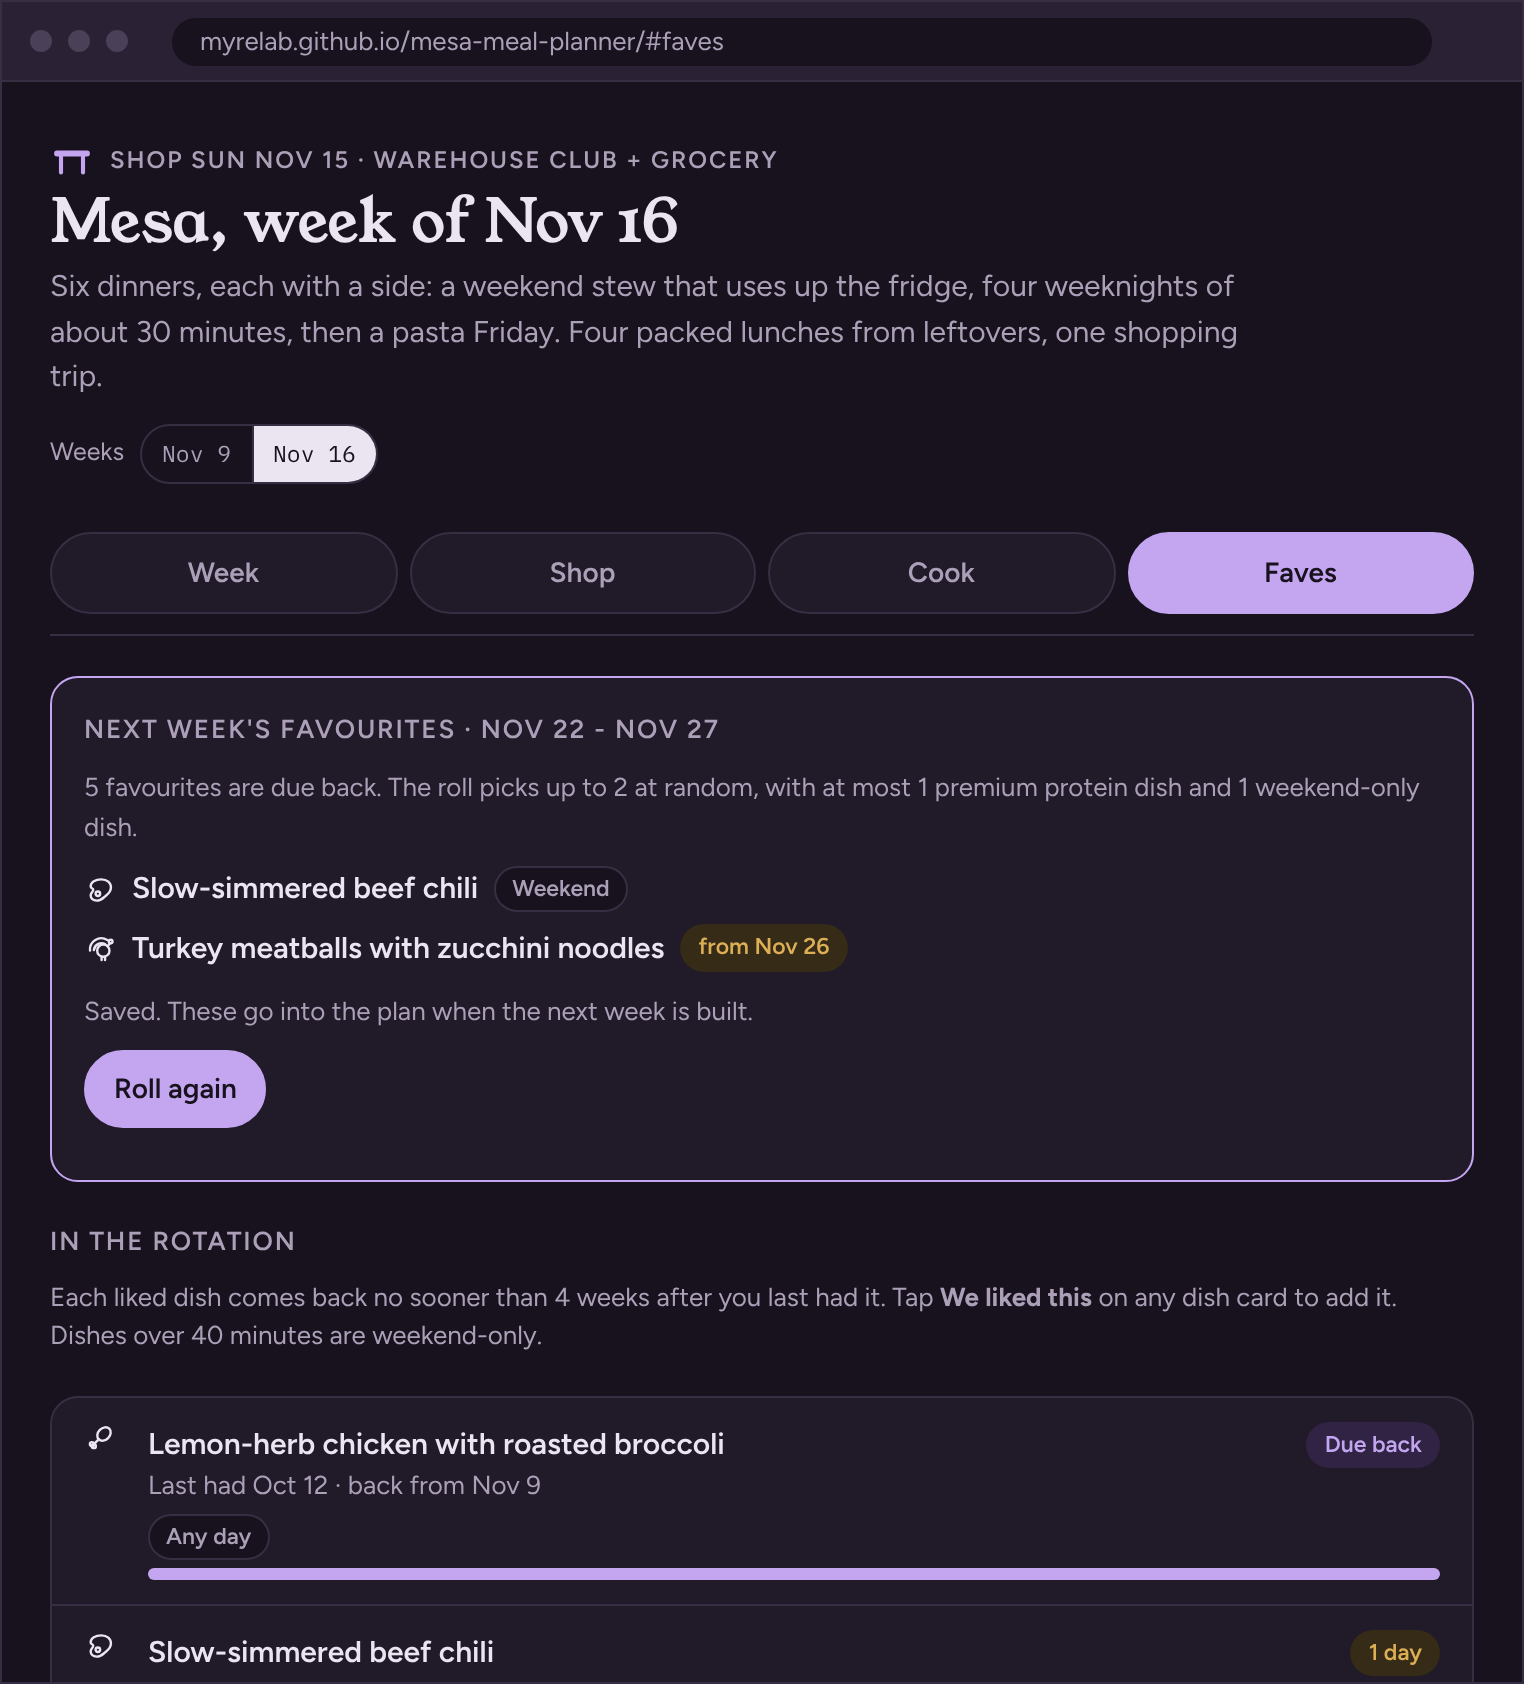 myrelab.github.io/mesa-meal-planner/#faves
SHOP SUN NOV 15 · WAREHOUSE CLUB + GROCERY
Mesa, week of Nov 16
Six dinners, each with a side: a weekend stew that uses up the fridge, four weeknights of
about 30 minutes, then a pasta Friday. Four packed lunches from leftovers, one shopping
trip.
Weeks Nov 9 Nov 16
Week Shop Cook Faves
NEXT WEEK'S FAVOURITES · NOV 22 - NOV 27
5 favourites are due back. The roll picks up to 2 at random, with at most 1 premium protein dish and 1 weekend-only
dish.
Slow-simmered beef chili Weekend
Turkey meatballs with zucchini noodles from Nov 26
Saved. These go into the plan when the next week is built.
Roll again
IN THE ROTATION
Each liked dish comes back no sooner than 4 weeks after you last had it. Tap We liked this on any dish card to add it.
Dishes over 40 minutes are weekend-only.
Lemon-herb chicken with roasted broccoli Due back
Last had Oct 12 · back from Nov 9
Any day
Slow-simmered beef chili 1 day